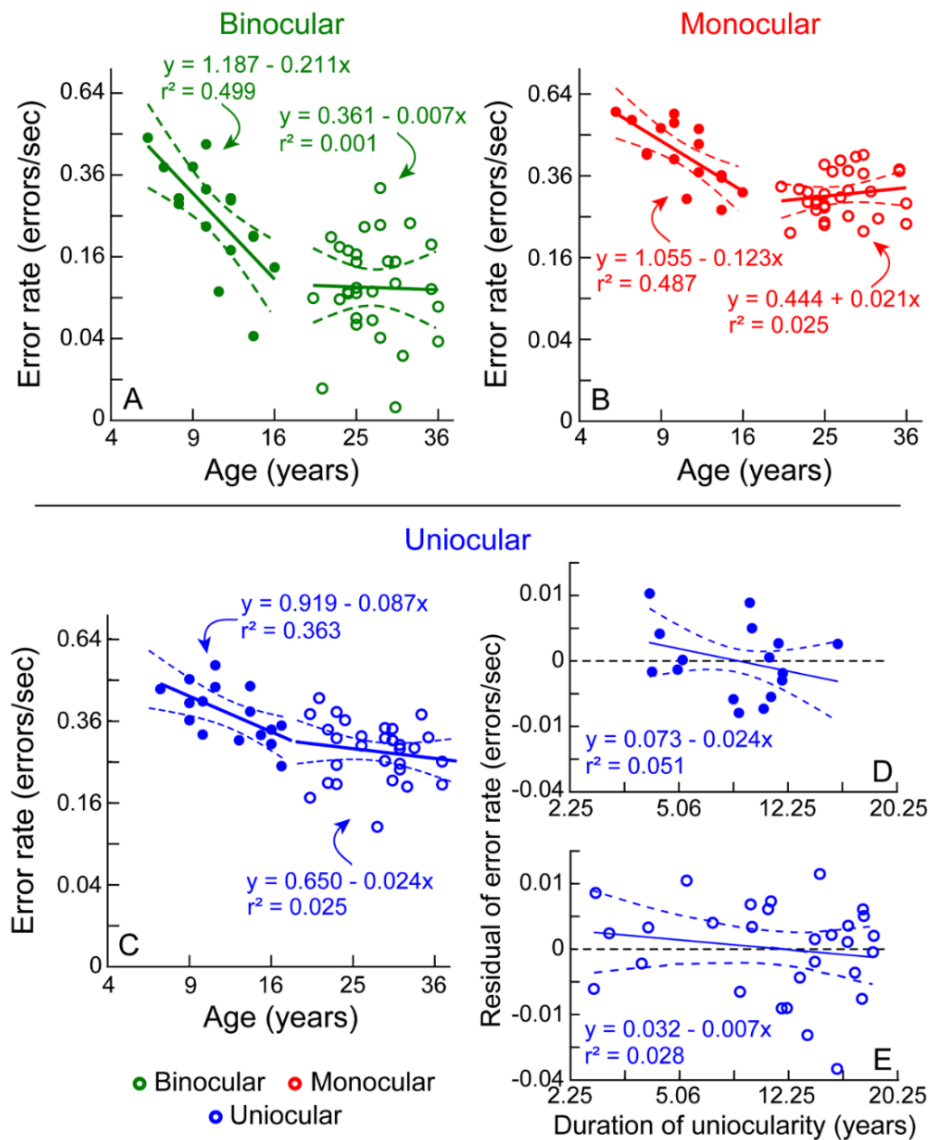 Binocular
Monocular
Error rate (errors/sec)
0.64
0.36
0.16
0.04
0
y = 1.187 - 0.211x
r² = 0.499
y = 0.361 - 0.007x
r² = 0.001
A
4 9 16 25 36
Age (years)
Error rate (errors/sec)
0.64
0.36
0.16
0.04
0
y = 1.055 - 0.123x
r² = 0.487
y = 0.444 + 0.021x
r² = 0.025
B
4 9 16 25 36
Age (years)
Uniocular
Error rate (errors/sec)
0.64
0.36
0.16
0.04
0
y = 0.919 - 0.087x
r² = 0.363
y = 0.650 - 0.024x
r² = 0.025
C
4 9 16 25 36
Age (years)
Residual of error rate (errors/sec)
0.01
0
-0.01
-0.04
y = 0.073 - 0.024x
r² = 0.051
D
2.25 5.06 12.25 20.25
0.01
0
-0.01
-0.04
y = 0.032 - 0.007x
r² = 0.028
E
2.25 5.06 12.25 20.25
Duration of uniocularity (years)
Binocular Monocular
Uniocular